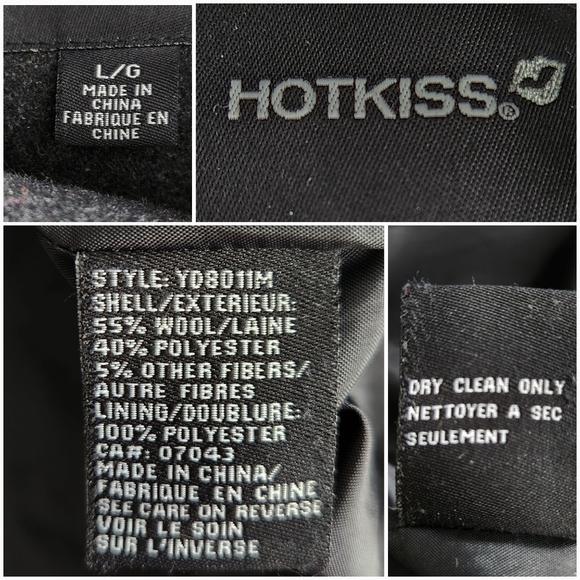 L/G
MADE IN
CHINA
FABRIQUE EN
CHINE
HOTKISS®
STYLE: YD8011M
SHELL/EXTERIEUR:
55% WOOL/LAINE
40% POLYESTER
5% OTHER FIBERS/
AUTRE FIBRES
LINING/DOUBLURE:
100% POLYESTER
CA#: 07043
MADE IN CHINA/
FABRIQUE EN CHINE
SEE CARE ON REVERSE
VOIR LE SOIN
SUR L'INVERSE
DRY CLEAN ONLY
NETTOYER A SEC
SEULEMENT